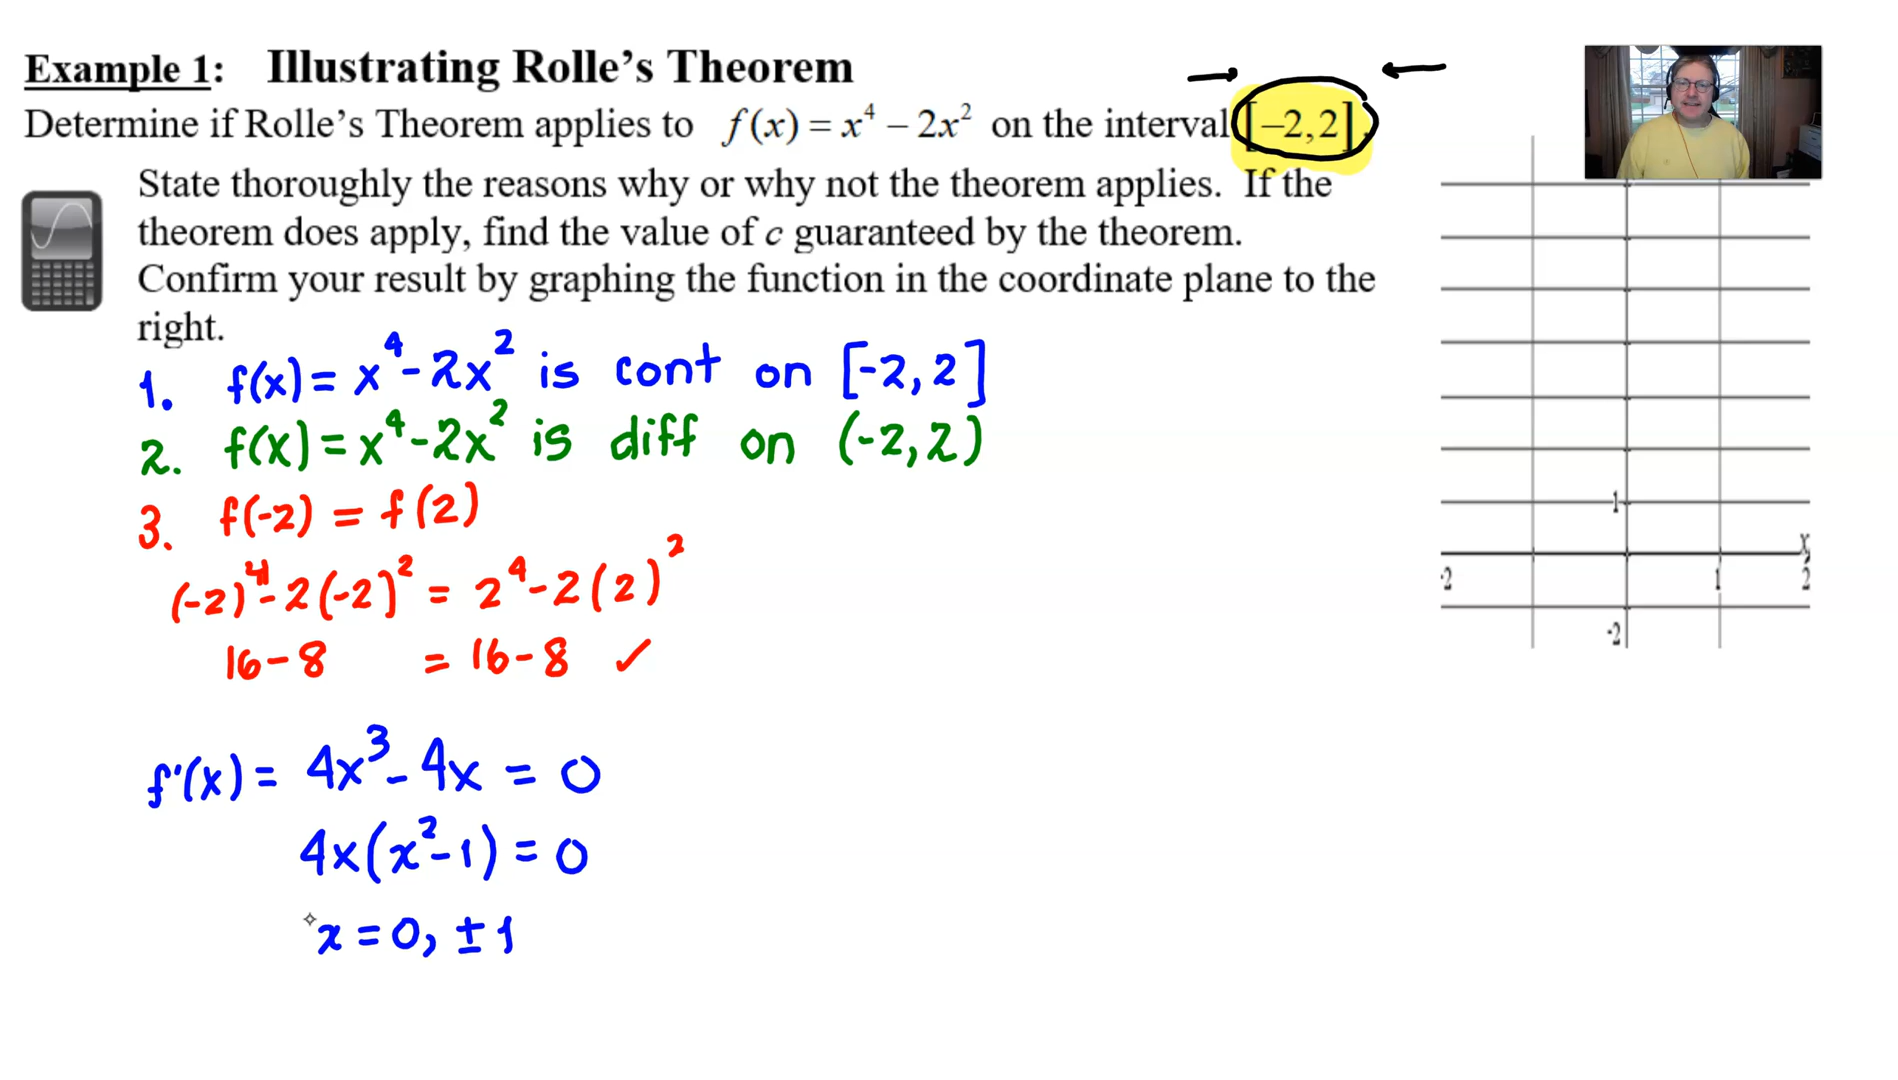 Example 1: Illustrating Rolle's Theorem
Determine if Rolle's Theorem applies to f(x) = x⁴ – 2x² on the interval [–2,2].
State thoroughly the reasons why or why not the theorem applies. If the
theorem does apply, find the value of c guaranteed by the theorem.
Confirm your result by graphing the function in the coordinate plane to the
right.
1. f(x) = x⁴ - 2x² is cont on [-2, 2]
2. f(x) = x⁴ - 2x² is diff on (-2, 2)
3. f(-2) = f(2)
(-2)⁴ - 2(-2)² = 2⁴ - 2(2)²
16 - 8 = 16 - 8 ✓
f'(x) = 4x³ - 4x = 0
4x(x² - 1) = 0
x = 0, ± 1
1
x
-2 1 2
-2